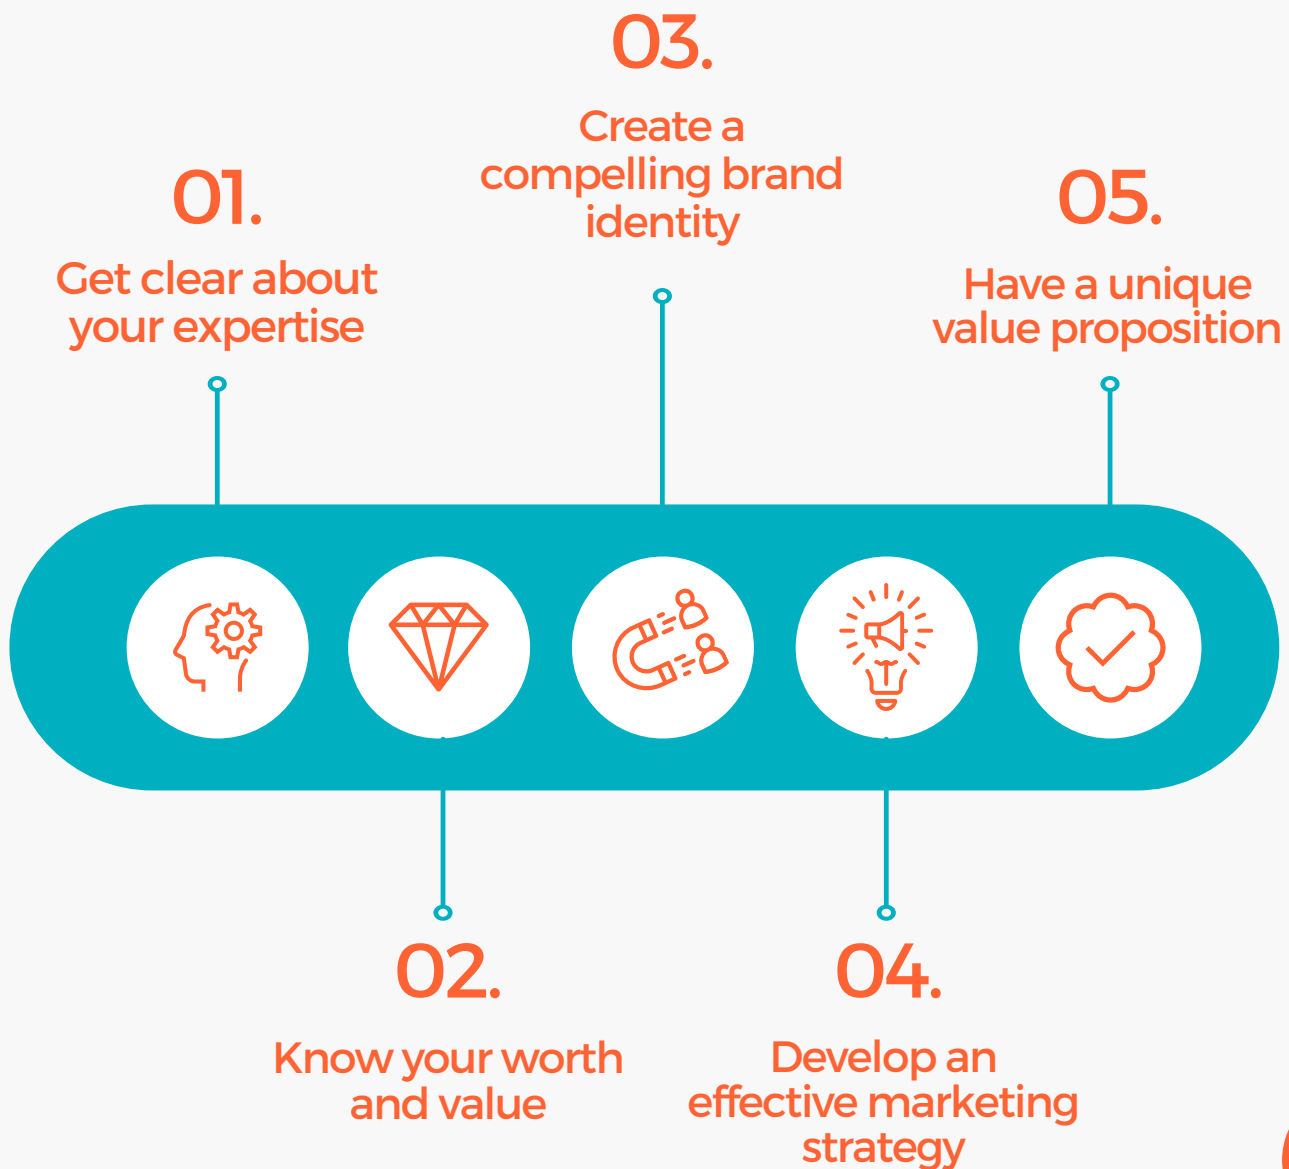 01.
Get clear about
your expertise
02.
Know your worth
and value
03.
Create a
compelling brand
identity
04.
Develop an
effective marketing
strategy
05.
Have a unique
value proposition